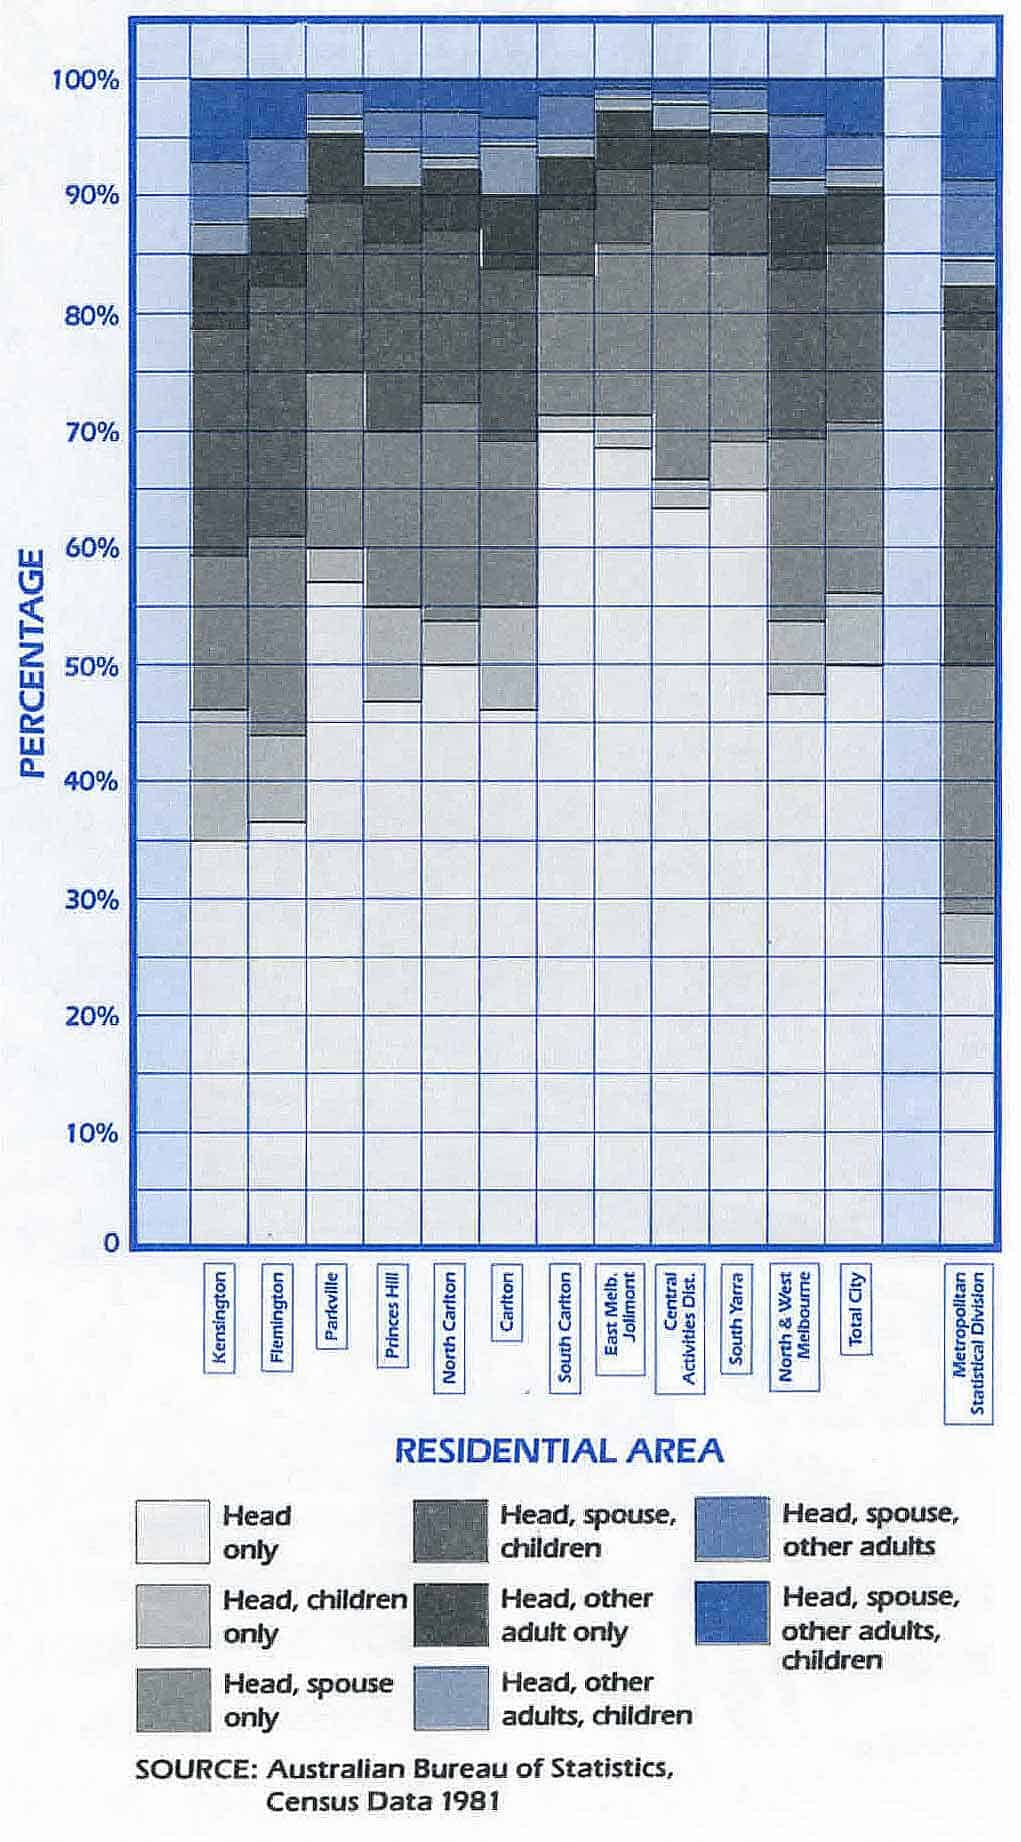 100%
90%
80%
70%
60%
50%
40%
30%
20%
10%
0
PERCENTAGE
Kensington
Flemington
Parkville
Princes Hill
North Carlton
Carlton
South Carlton
East Melb.
Jolimont
Central
Activities Dist.
South Yarra
North & West
Melbourne
Total City
Metropolitan
Statistical Division
RESIDENTIAL AREA
Head
only
Head, children
only
Head, spouse
only
Head, spouse,
children
Head, other
adult only
Head, other
adults, children
Head, spouse,
other adults
Head, spouse,
other adults,
children
SOURCE: Australian Bureau of Statistics,
Census Data 1981